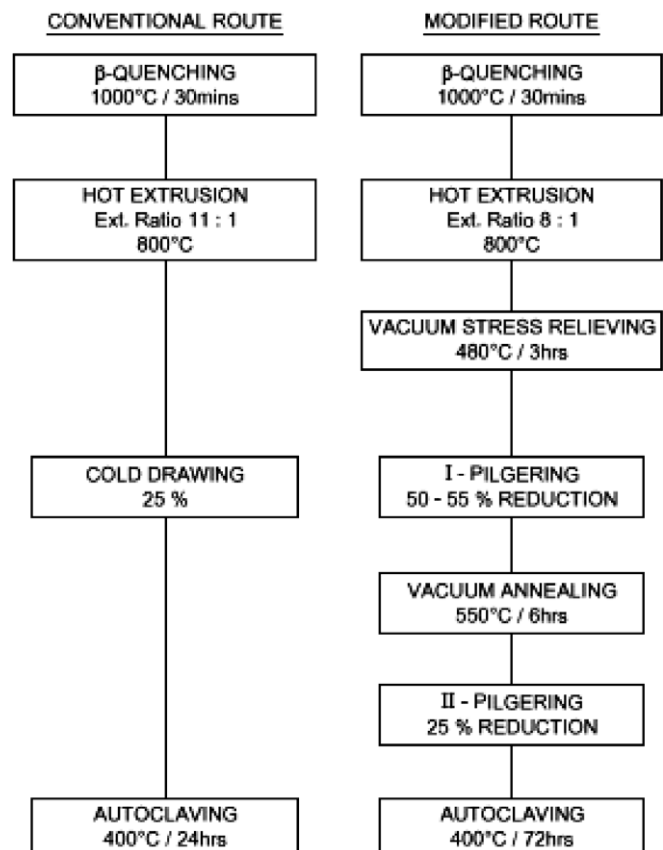 CONVENTIONAL ROUTE
β-QUENCHING
1000°C / 30mins
HOT EXTRUSION
Ext. Ratio 11 : 1
800°C
COLD DRAWING
25 %
AUTOCLAVING
400°C / 24hrs
MODIFIED ROUTE
β-QUENCHING
1000°C / 30mins
HOT EXTRUSION
Ext. Ratio 8 : 1
800°C
VACUUM STRESS RELIEVING
480°C / 3hrs
I - PILGERING
50 - 55 % REDUCTION
VACUUM ANNEALING
550°C / 6hrs
II - PILGERING
25 % REDUCTION
AUTOCLAVING
400°C / 72hrs